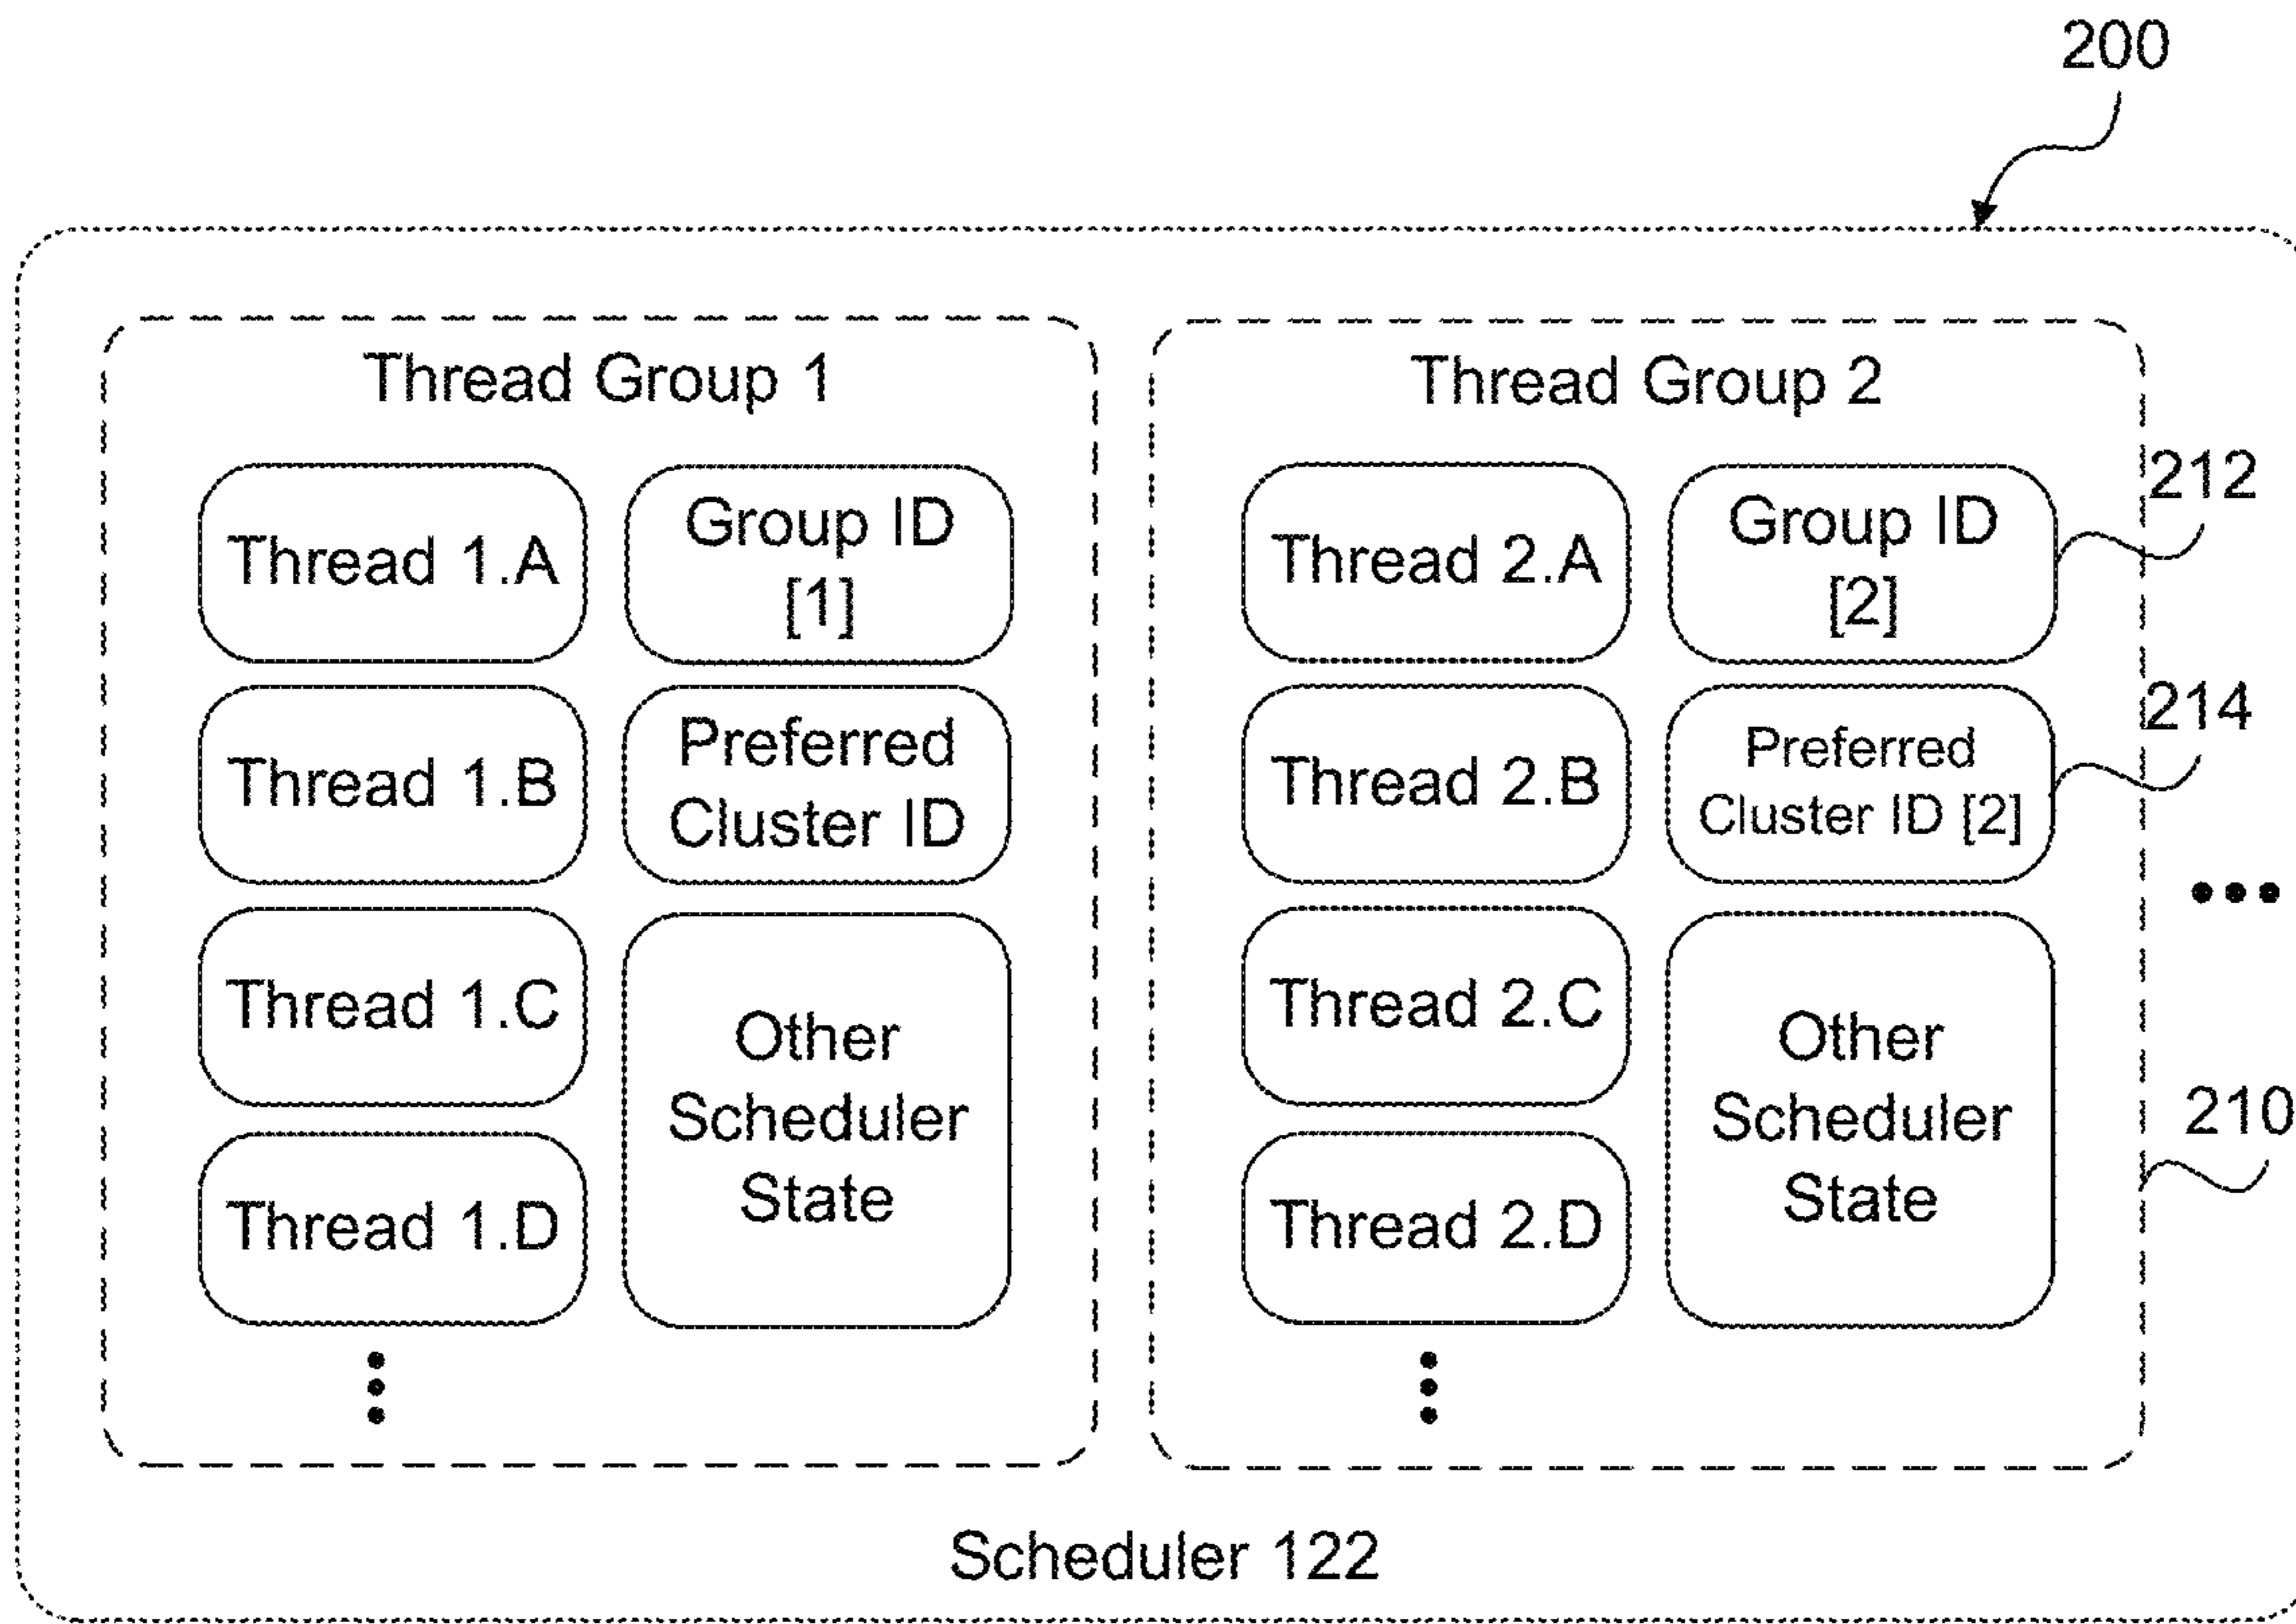 200
Thread Group 1
Thread 1.A
Group ID
[1]
Thread 1.B
Preferred
Cluster ID
Thread 1.C
Other
Scheduler
State
Thread 1.D
Thread Group 2
Thread 2.A
Group ID
[2]
212
Thread 2.B
Preferred
Cluster ID [2]
214
Thread 2.C
Other
Scheduler
State
210
Thread 2.D
Scheduler 122